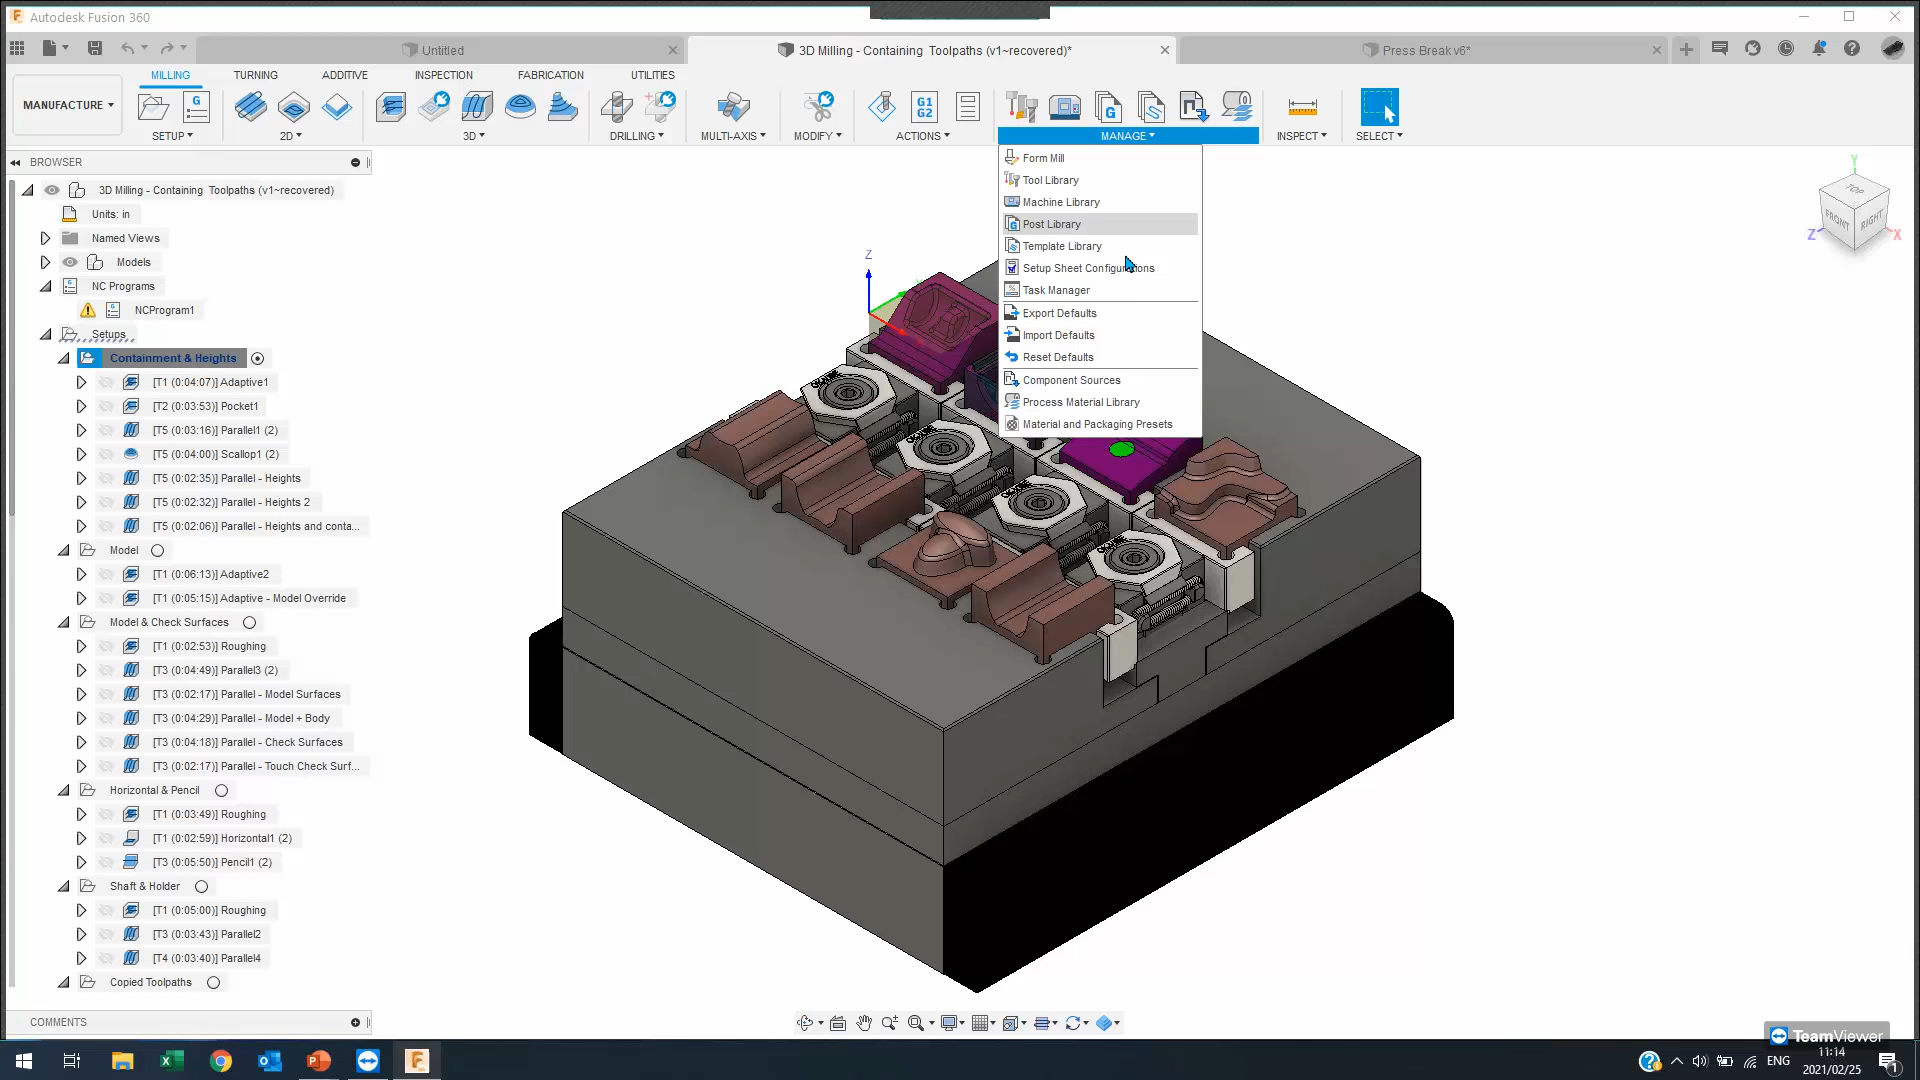 Autodesk Fusion 360
Untitled
3D Milling - Containing Toolpaths (v1~recovered)*
Press Break v6*
MANUFACTURE
MILLING
TURNING
ADDITIVE
INSPECTION
FABRICATION
UTILITIES
SETUP
2D
3D
DRILLING
MULTI-AXIS
MODIFY
ACTIONS
MANAGE
INSPECT
SELECT
G1
G2
BROWSER
3D Milling - Containing Toolpaths (v1~recovered)
Units: in
Named Views
Models
NC Programs
NCProgram1
Setups
Containment & Heights
[T1 (0:04:07)] Adaptive1
[T2 (0:03:53)] Pocket1
[T5 (0:03:16)] Parallel1 (2)
[T5 (0:04:00)] Scallop1 (2)
[T5 (0:02:35)] Parallel - Heights
[T5 (0:02:32)] Parallel - Heights 2
[T5 (0:02:06)] Parallel - Heights and conta...
Model
[T1 (0:06:13)] Adaptive2
[T1 (0:05:15)] Adaptive - Model Override
Model & Check Surfaces
[T1 (0:02:53)] Roughing
[T3 (0:04:49)] Parallel3 (2)
[T3 (0:02:17)] Parallel - Model Surfaces
[T3 (0:04:29)] Parallel - Model + Body
[T3 (0:04:18)] Parallel - Check Surfaces
[T3 (0:02:17)] Parallel - Touch Check Surf...
Horizontal & Pencil
[T1 (0:03:49)] Roughing
[T1 (0:02:59)] Horizontal1 (2)
[T3 (0:05:50)] Pencil1 (2)
Shaft & Holder
[T1 (0:05:00)] Roughing
[T3 (0:03:43)] Parallel2
[T4 (0:03:40)] Parallel4
Copied Toolpaths
COMMENTS
Form Mill
Tool Library
Machine Library
Post Library
Template Library
Setup Sheet Configurations
Task Manager
Export Defaults
Import Defaults
Reset Defaults
Component Sources
Process Material Library
Material and Packaging Presets
Z
Y
TOP
FRONT
RIGHT
Z
X
TeamViewer
ENG
11:14
2021/02/25
1